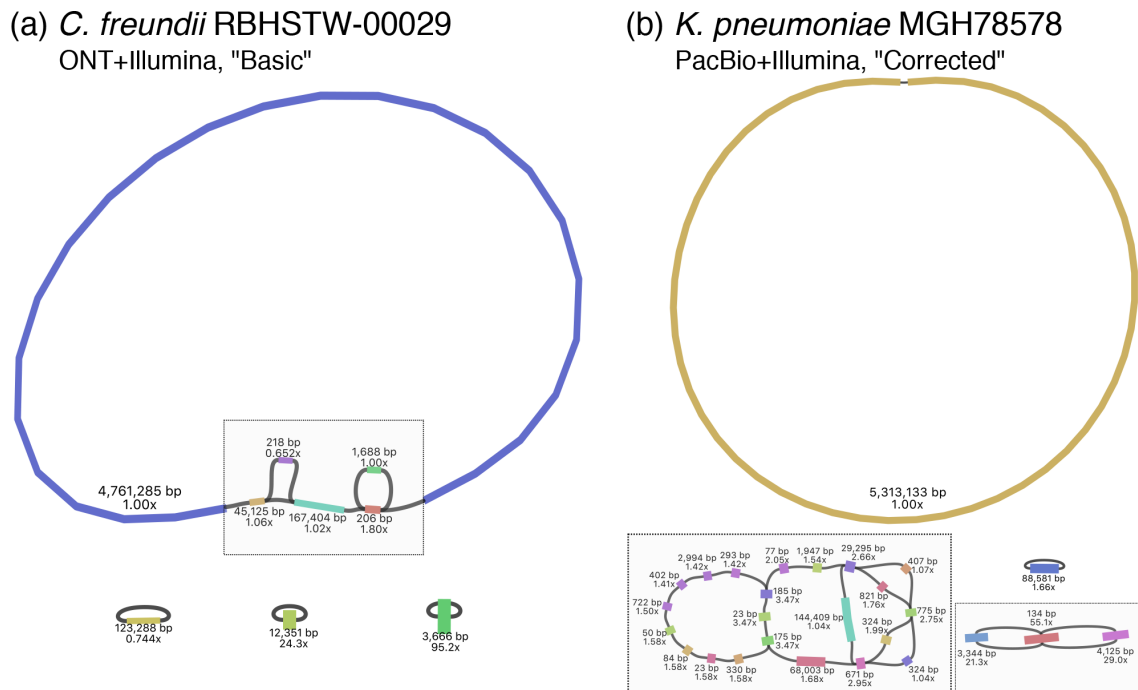 (a) C. freundii RBHSTW-00029
ONT+Illumina, "Basic"
218 bp
0.652x
1,688 bp
1.00x
4,761,285 bp
1.00x
45,125 bp
1.06x
167,404 bp
1.02x
206 bp
1.80x
123,288 bp
0.744x
12,351 bp
24.3x
3,666 bp
95.2x
(b) K. pneumoniae MGH78578
PacBio+Illumina, "Corrected"
5,313,133 bp
1.00x
2,994 bp
1.42x
293 bp
1.42x
77 bp
2.05x
1,947 bp
1.54x
29,295 bp
2.66x
407 bp
1.07x
402 bp
1.41x
185 bp
3.47x
821 bp
1.76x
722 bp
1.50x
23 bp
3.47x
144,409 bp
1.04x
324 bp
1.99x
775 bp
2.75x
50 bp
1.58x
175 bp
3.47x
84 bp
1.58x
23 bp
1.58x
330 bp
1.58x
68,003 bp
1.68x
671 bp
2.95x
324 bp
1.04x
88,581 bp
1.66x
134 bp
55.1x
3,344 bp
21.3x
4,125 bp
29.0x